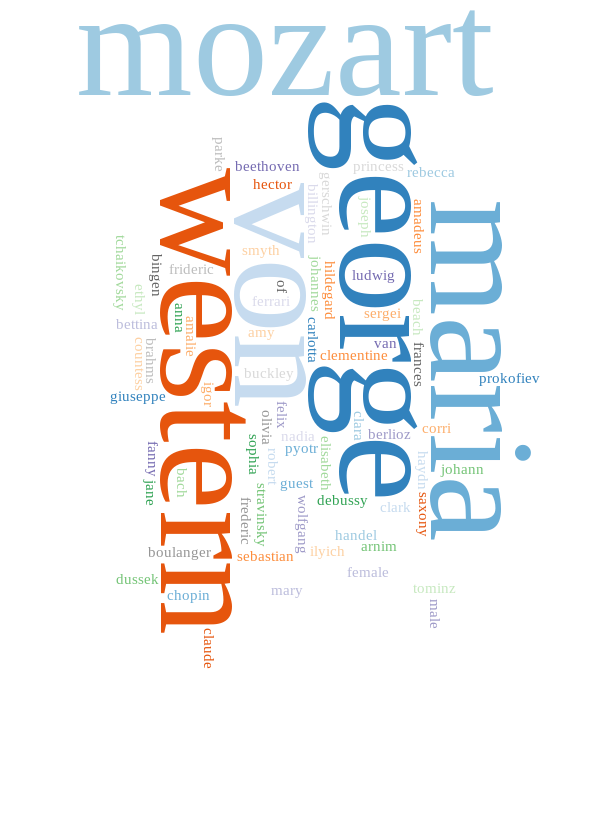 mozart
george
parke
beethoven
princess
rebecca
hector
western
von
gerschwin
billington
joseph
amadeus
maria
tchaikovsky
smyth
bingen
frideric
johannes
hildegard
ludwig
of
ethyl
ferrari
anna
sergei
beach
bettina
amalie
amy
carlotta
van
countess
brahms
clementine
frances
buckley
prokofiev
giuseppe
igor
felix
olivia
clara
corri
berlioz
nadia
sophia
elisabeth
fanny
robert
pyotr
haydn
johann
bach
jane
guest
stravinsky
saxony
frederic
wolfgang
debussy
clark
handel
arnim
boulanger
sebastian
ilyich
dussek
female
chopin
mary
tominz
male
claude